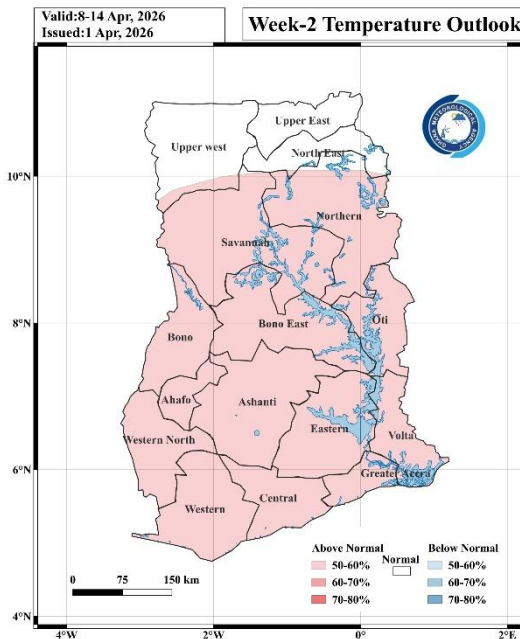 Valid:8-14 Apr, 2026
Issued:1 Apr, 2026
Week-2 Temperature Outlook
GHANA METEOROLOGICAL AGENCY
Upper East
Upper west
North East
10°N
Northern
Savannah
8°N
Oti
Bono East
Bono
Ahafo
Ashanti
Eastern
Volta
Western North
6°N
Greater Accra
Central
Western
Above Normal
Normal
Below Normal
50-60%
50-60%
60-70%
60-70%
70-80%
70-80%
0 75 150 km
4°N
4°W
2°W
0°
2°E